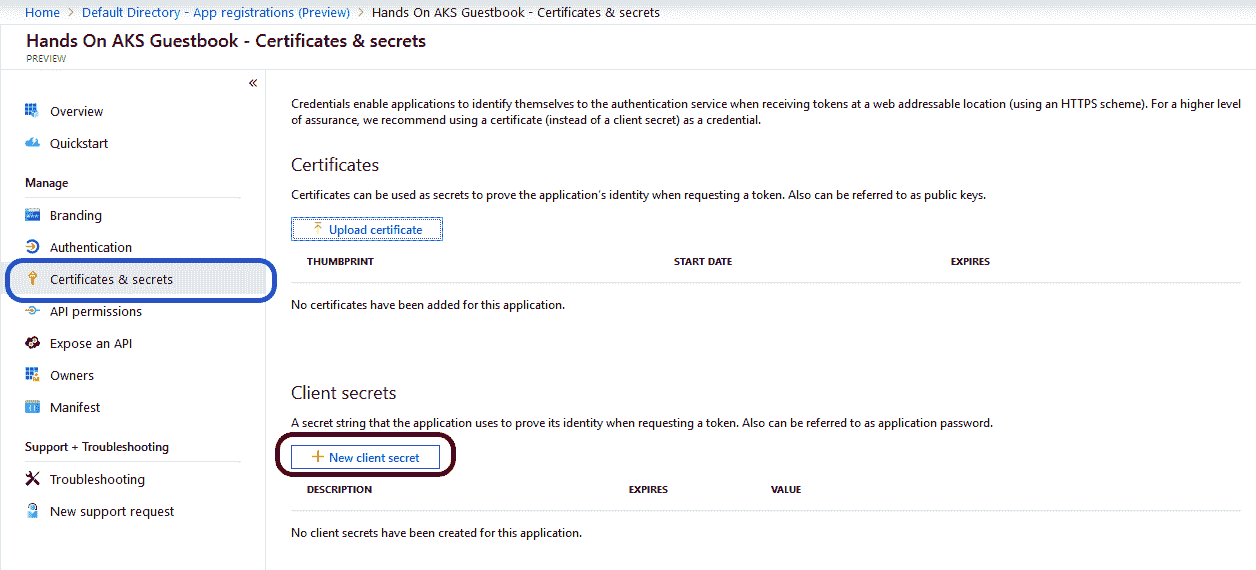 Home > Default Directory - App registrations (Preview) > Hands On AKS Guestbook - Certificates & secrets
Hands On AKS Guestbook - Certificates & secrets
PREVIEW
«
Overview
Quickstart
Manage
Branding
Authentication
Certificates & secrets
API permissions
Expose an API
Owners
Manifest
Support + Troubleshooting
Troubleshooting
New support request
Credentials enable applications to identify themselves to the authentication service when receiving tokens at a web addressable location (using an HTTPS scheme). For a higher level
of assurance, we recommend using a certificate (instead of a client secret) as a credential.
Certificates
Certificates can be used as secrets to prove the application's identity when requesting a token. Also can be referred to as public keys.
Upload certificate
THUMBPRINT START DATE EXPIRES
No certificates have been added for this application.
Client secrets
A secret string that the application uses to prove its identity when requesting a token. Also can be referred to as application password.
+ New client secret
DESCRIPTION EXPIRES VALUE
No client secrets have been created for this application.